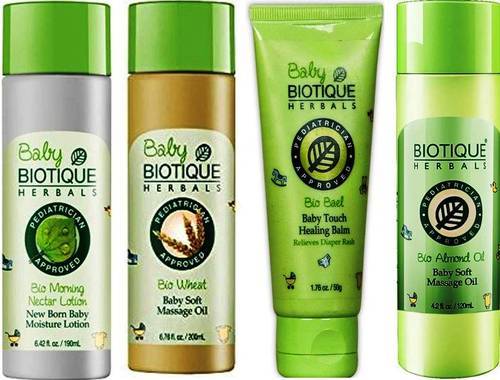 Baby
BIOTIQUE
HERBALS
PEDIATRICIAN
APPROVED
Bio Morning
Nectar Lotion
New Born Baby
Moisture Lotion
6.42 fl. oz / 190mL
Baby
BIOTIQUE
HERBALS
PEDIATRICIAN
APPROVED
Bio Wheat
Baby Soft
Massage Oil
6.76 fl. oz / 200mL
Baby
BIOTIQUE
HERBALS
PEDIATRICIAN
APPROVED
Bio Bael
Baby Touch
Healing Balm
Relieves Diaper Rash
1.76 oz / 50g
BIOTIQUE
HERBALS
PEDIATRICIAN
APPROVED
Bio Almond Oil
Baby Soft
Massage Oil
4.2 fl oz / 120mL